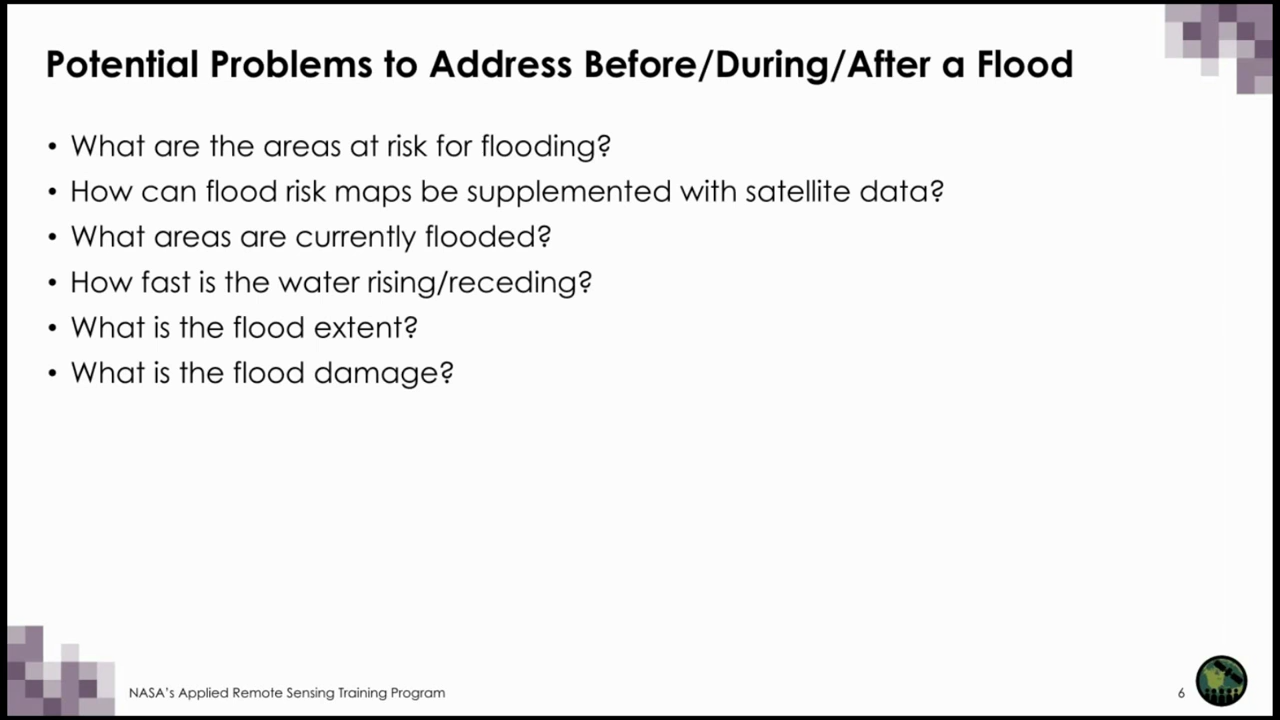 Potential Problems to Address Before/During/After a Flood
• What are the areas at risk for flooding?
• How can flood risk maps be supplemented with satellite data?
• What areas are currently flooded?
• How fast is the water rising/receding?
• What is the flood extent?
• What is the flood damage?
NASA's Applied Remote Sensing Training Program
6